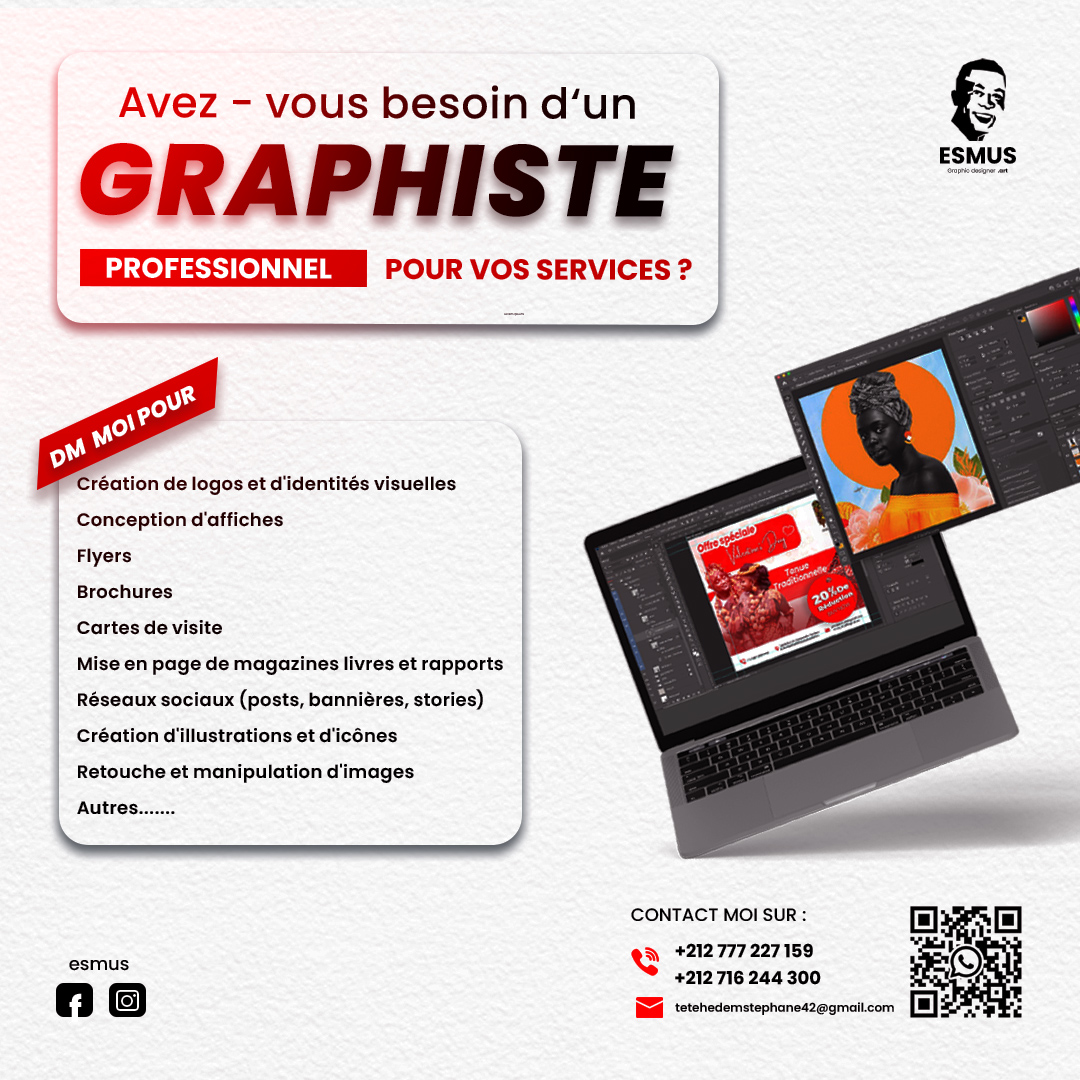 Avez - vous besoin d‘un
GRAPHISTE
PROFESSIONNEL POUR VOS SERVICES ?
ESMUS
Graphic designer .art
DM MOI POUR
Création de logos et d'identités visuelles
Conception d'affiches
Flyers
Brochures
Cartes de visite
Mise en page de magazines livres et rapports
Réseaux sociaux (posts, bannières, stories)
Création d'illustrations et d'icônes
Retouche et manipulation d'images
Autres.......
Offre spéciale
Valentine Day
Tenue
Traditionnelle
20% De
Réduction
CONTACT MOI SUR :
+212 777 227 159
+212 716 244 300
tetehedemstephane42@gmail.com
esmus